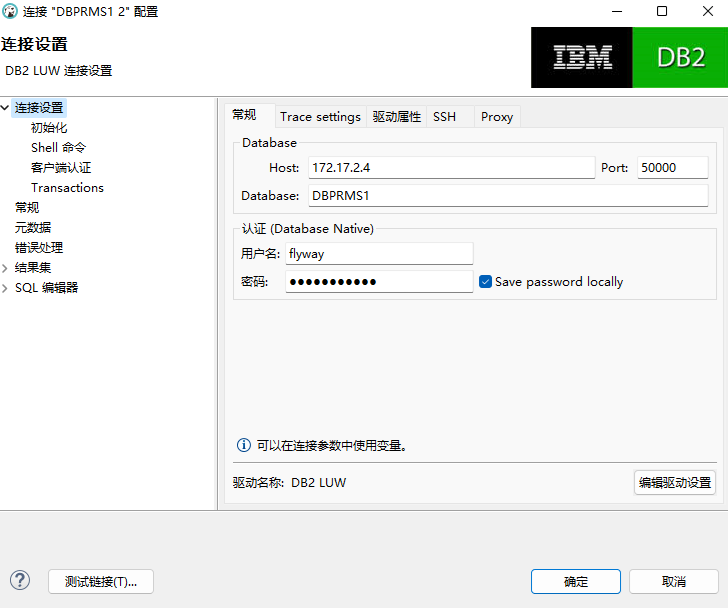 连接 "DBPRMS1 2" 配置
连接设置
DB2 LUW 连接设置
IBM DB2
连接设置
初始化
Shell 命令
客户端认证
Transactions
常规
元数据
错误处理
结果集
SQL 编辑器
常规 Trace settings 驱动属性 SSH Proxy
Database
Host: 172.17.2.4 Port: 50000
Database: DBPRMS1
认证 (Database Native)
用户名: flyway
密码: ●●●●●●●●●●● Save password locally
可以在连接参数中使用变量。
驱动名称: DB2 LUW 编辑驱动设置
测试链接(T)... 确定 取消